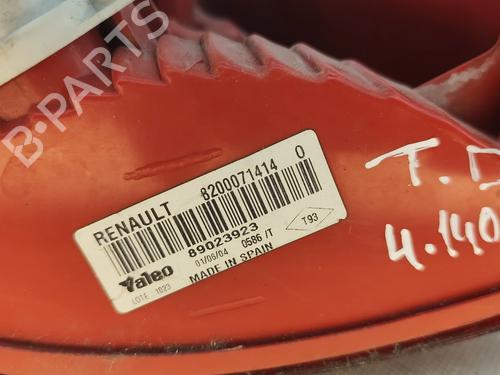 B-PARTS
RENAULT 8200071414 0
89023923
Valeo 01/06/04 0586 /T T93
LOTE 1023 MADE IN SPAIN
T.D
4.140